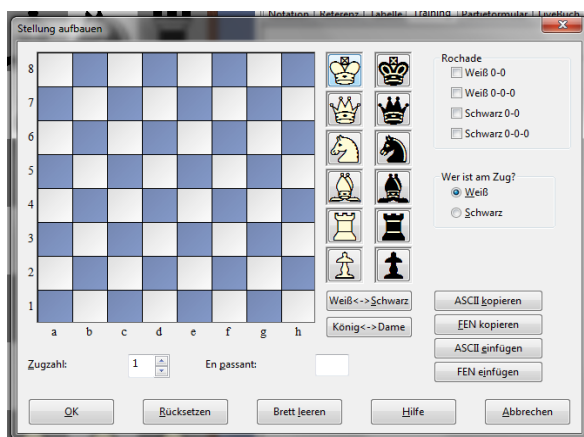 Notation Referenz Tabelle Training Partieformular LiveBuch
Stellung aufbauen
8
7
6
5
4
3
2
1
a b c d e f g h
Zugzahl: 1 En passant:
Weiß<->Schwarz
König<->Dame
Rochade
Weiß 0-0
Weiß 0-0-0
Schwarz 0-0
Schwarz 0-0-0
Wer ist am Zug?
Weiß
Schwarz
ASCII kopieren
FEN kopieren
ASCII einfügen
FEN einfügen
OK Rücksetzen Brett leeren Hilfe Abbrechen